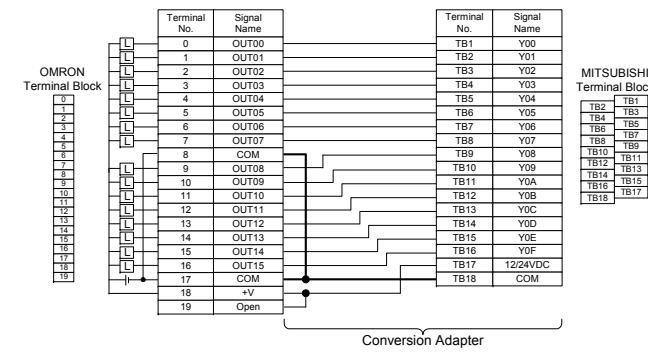 OMRON
Terminal Block
0
1
2
3
4
5
6
7
8
9
10
11
12
13
14
15
16
17
18
19
Terminal No. Signal Name
L 0 OUT00
L 1 OUT01
L 2 OUT02
L 3 OUT03
L 4 OUT04
L 5 OUT05
L 6 OUT06
L 7 OUT07
8 COM
L 9 OUT08
L 10 OUT09
L 11 OUT10
L 12 OUT11
L 13 OUT12
L 14 OUT13
L 15 OUT14
L 16 OUT15
17 COM
18 +V
19 Open
Terminal No. Signal Name
TB1 Y00
TB2 Y01
TB3 Y02
TB4 Y03
TB5 Y04
TB6 Y05
TB7 Y06
TB8 Y07
TB9 Y08
TB10 Y09
TB11 Y0A
TB12 Y0B
TB13 Y0C
TB14 Y0D
TB15 Y0E
TB16 Y0F
TB17 12/24VDC
TB18 COM
MITSUBISHI
Terminal Bloc
TB1
TB2
TB3
TB4
TB5
TB6
TB7
TB8
TB9
TB10
TB11
TB12
TB13
TB14
TB15
TB16
TB17
TB18
Conversion Adapter